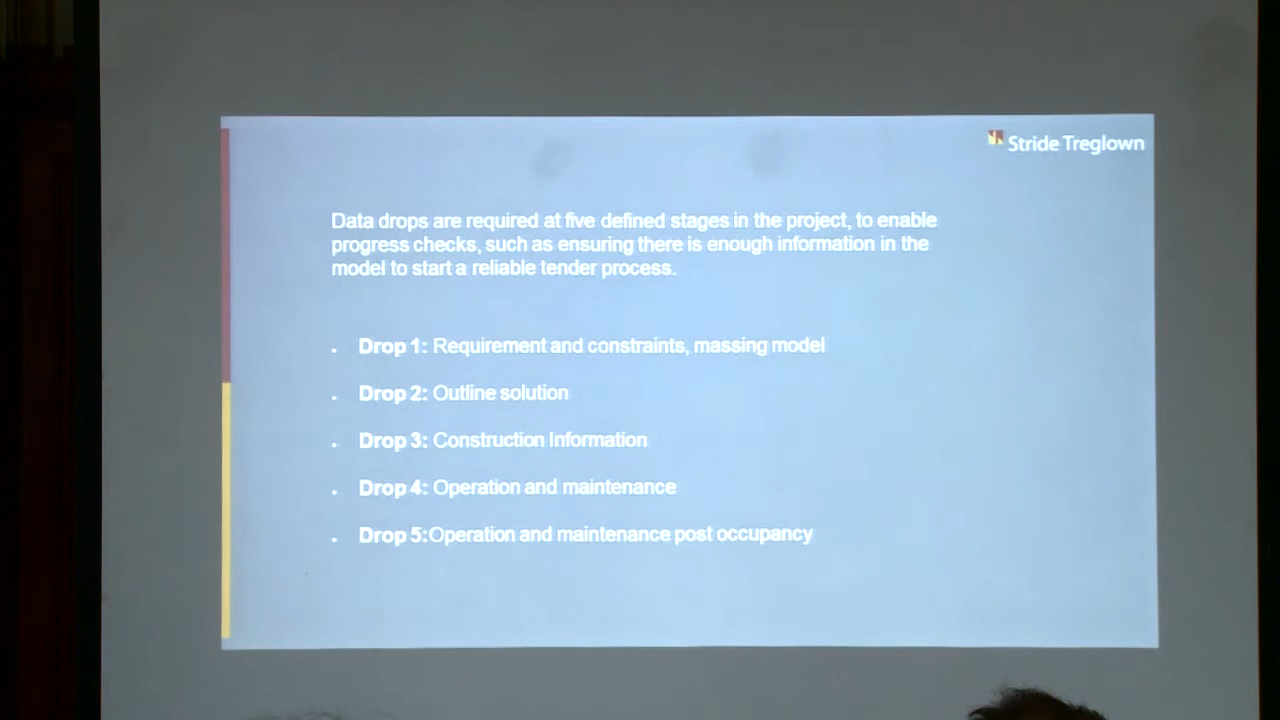 Stride Treglown
Data drops are required at five defined stages in the project, to enable
progress checks, such as ensuring there is enough information in the
model to start a reliable tender process.
. Drop 1: Requirement and constraints, massing model
. Drop 2: Outline solution
. Drop 3: Construction Information
. Drop 4: Operation and maintenance
. Drop 5:Operation and maintenance post occupancy